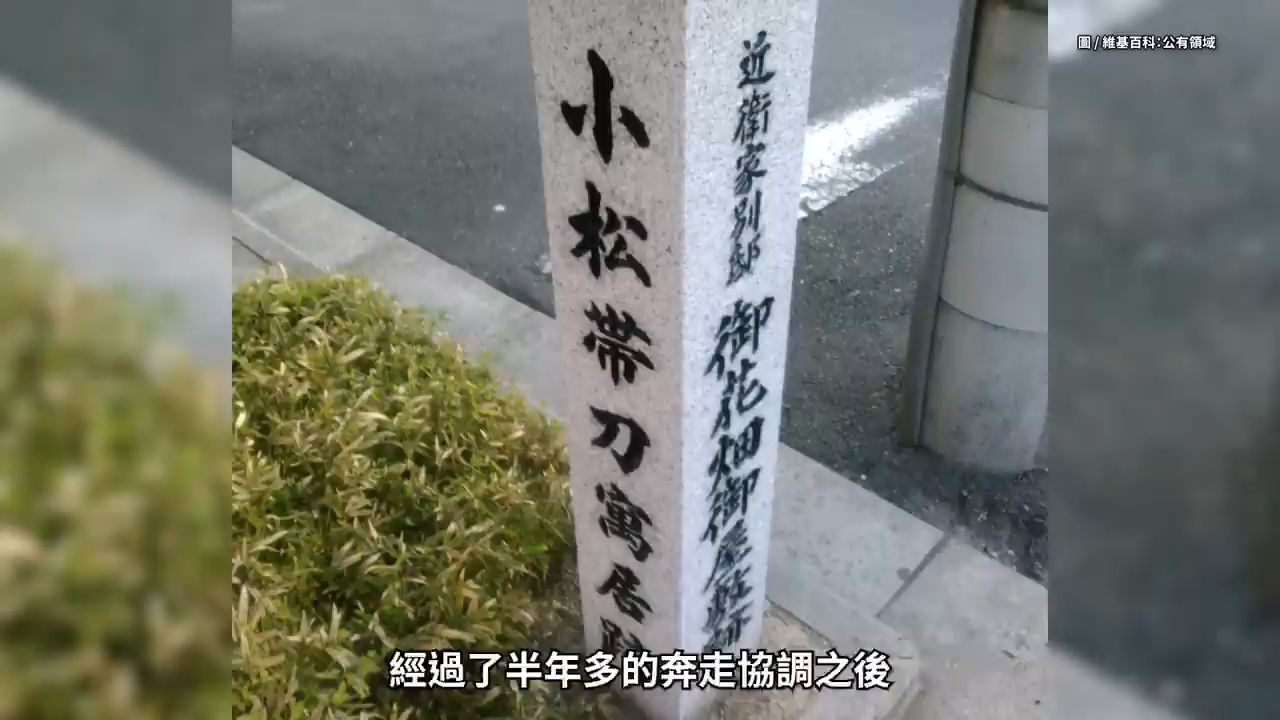 圖 / 維基百科:公有領域
小松帯刀寓居跡
近衛家別邸 御花畑御屋敷跡
經過了半年多的奔走協調之後